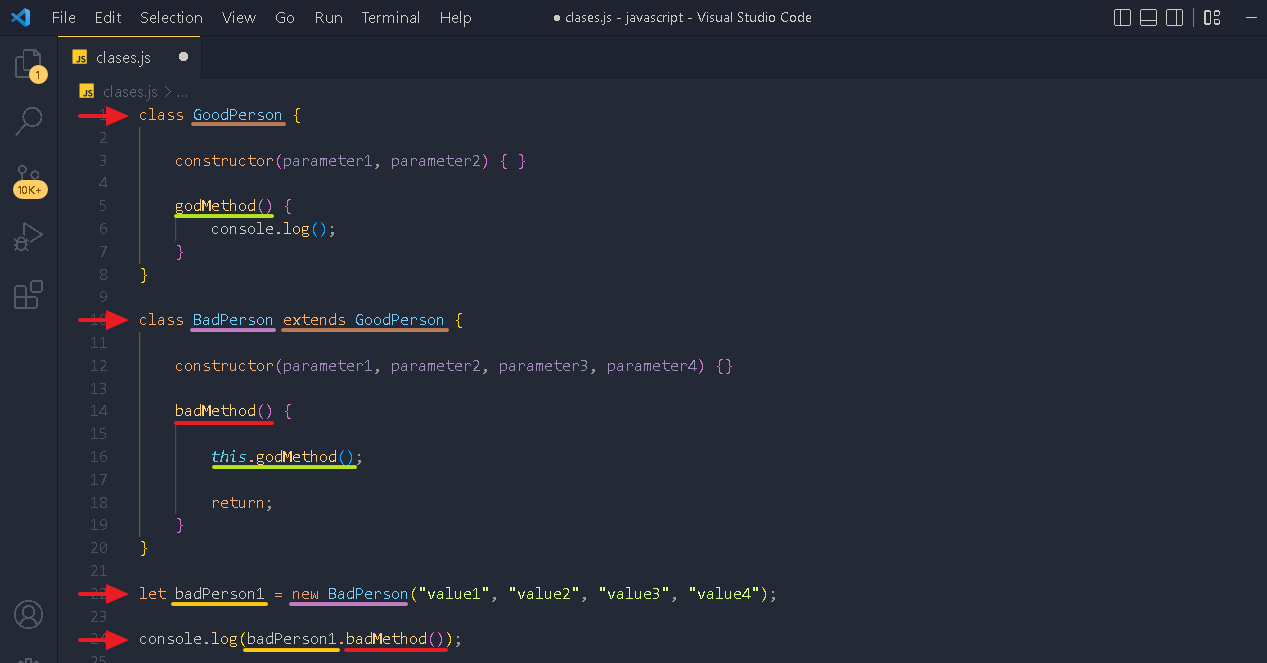 File Edit Selection View Go Run Terminal Help ● clases.js - javascript - Visual Studio Code
JS clases.js ●
1
JS clases.js > ...
1 class GoodPerson {
2
3 constructor(parameter1, parameter2) { }
4
5 godMethod() {
6 console.log();
7 }
8 }
9
10 class BadPerson extends GoodPerson {
11
12 constructor(parameter1, parameter2, parameter3, parameter4) {}
13
14 badMethod() {
15
16 this.godMethod();
17
18 return;
19 }
20 }
21
22 let badPerson1 = new BadPerson("value1", "value2", "value3", "value4");
23
24 console.log(badPerson1.badMethod());
25
10K+